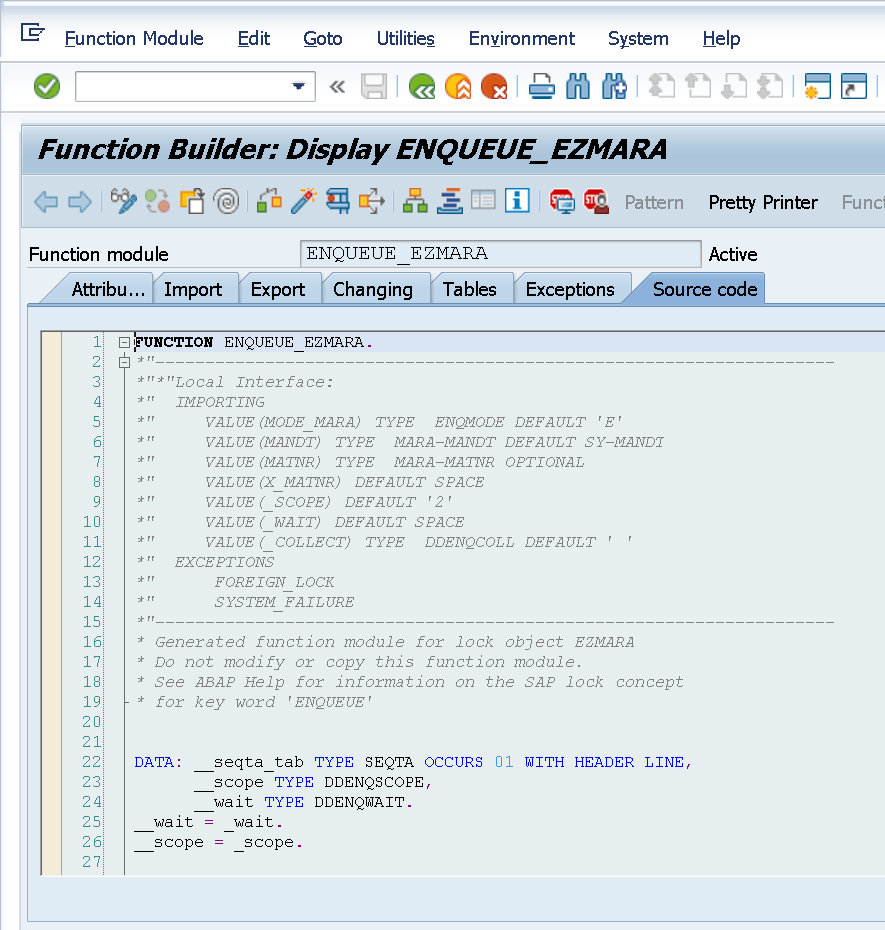 Function Module Edit Goto Utilities Environment System Help
Function Builder: Display ENQUEUE_EZMARA
Pattern Pretty Printer Funct
Function module ENQUEUE_EZMARA Active
Attribu... Import Export Changing Tables Exceptions Source code
1 FUNCTION ENQUEUE_EZMARA.
2 *"--------------------------------------------------------------------
3 *"*"Local Interface:
4 *"  IMPORTING
5 *"     VALUE(MODE_MARA) TYPE  ENQMODE DEFAULT 'E'
6 *"     VALUE(MANDT) TYPE  MARA-MANDT DEFAULT SY-MANDT
7 *"     VALUE(MATNR) TYPE  MARA-MATNR OPTIONAL
8 *"     VALUE(X_MATNR) DEFAULT SPACE
9 *"     VALUE(_SCOPE) DEFAULT '2'
10 *"     VALUE(_WAIT) DEFAULT SPACE
11 *"     VALUE(_COLLECT) TYPE  DDENQCOLL DEFAULT ' '
12 *"  EXCEPTIONS
13 *"      FOREIGN_LOCK
14 *"      SYSTEM_FAILURE
15 *"--------------------------------------------------------------------
16 * Generated function module for lock object EZMARA
17 * Do not modify or copy this function module.
18 * See ABAP Help for information on the SAP lock concept
19 * for key word 'ENQUEUE'
20
21
22 DATA: __seqta_tab TYPE SEQTA OCCURS 01 WITH HEADER LINE,
23       __scope TYPE DDENQSCOPE,
24       __wait TYPE DDENQWAIT.
25 __wait = _wait.
26 __scope = _scope.
27